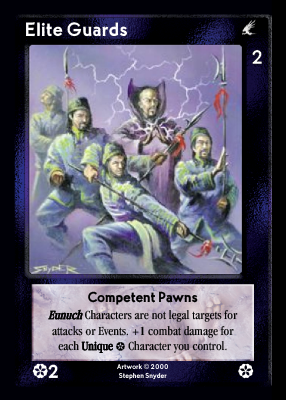 Elite Guards
2
SNYDER
Competent Pawns
Eunuch Characters are not legal targets for
attacks or Events. +1 combat damage for
each Unique Character you control.
Artwork © 2000
Stephen Snyder
2